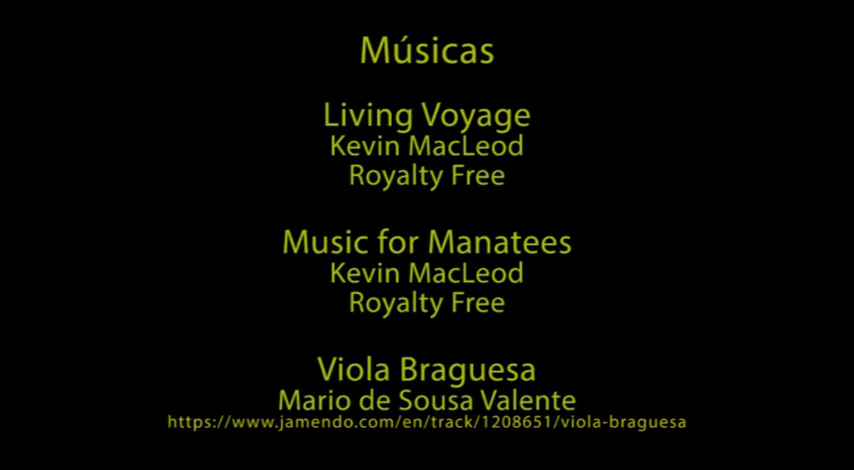 Músicas
Living Voyage
Kevin MacLeod
Royalty Free
Music for Manatees
Kevin MacLeod
Royalty Free
Viola Braguesa
Mario de Sousa Valente
https://www.jamendo.com/en/track/1208651/viola-braguesa